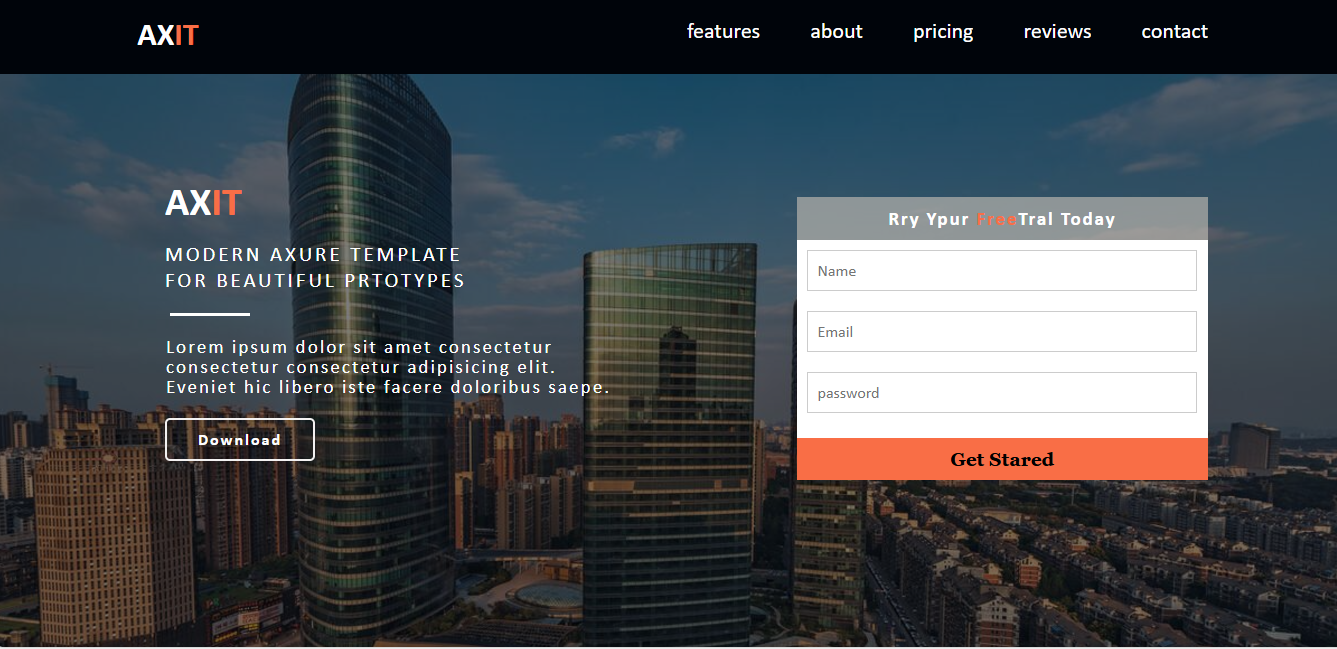 AXIT
features about pricing reviews contact
AXIT
MODERN AXURE TEMPLATE
FOR BEAUTIFUL PRTOTYPES
Lorem ipsum dolor sit amet consectetur
consectetur consectetur adipisicing elit.
Eveniet hic libero iste facere doloribus saepe.
Download
Rry Ypur FreeTral Today
Name
Email
password
Get Stared